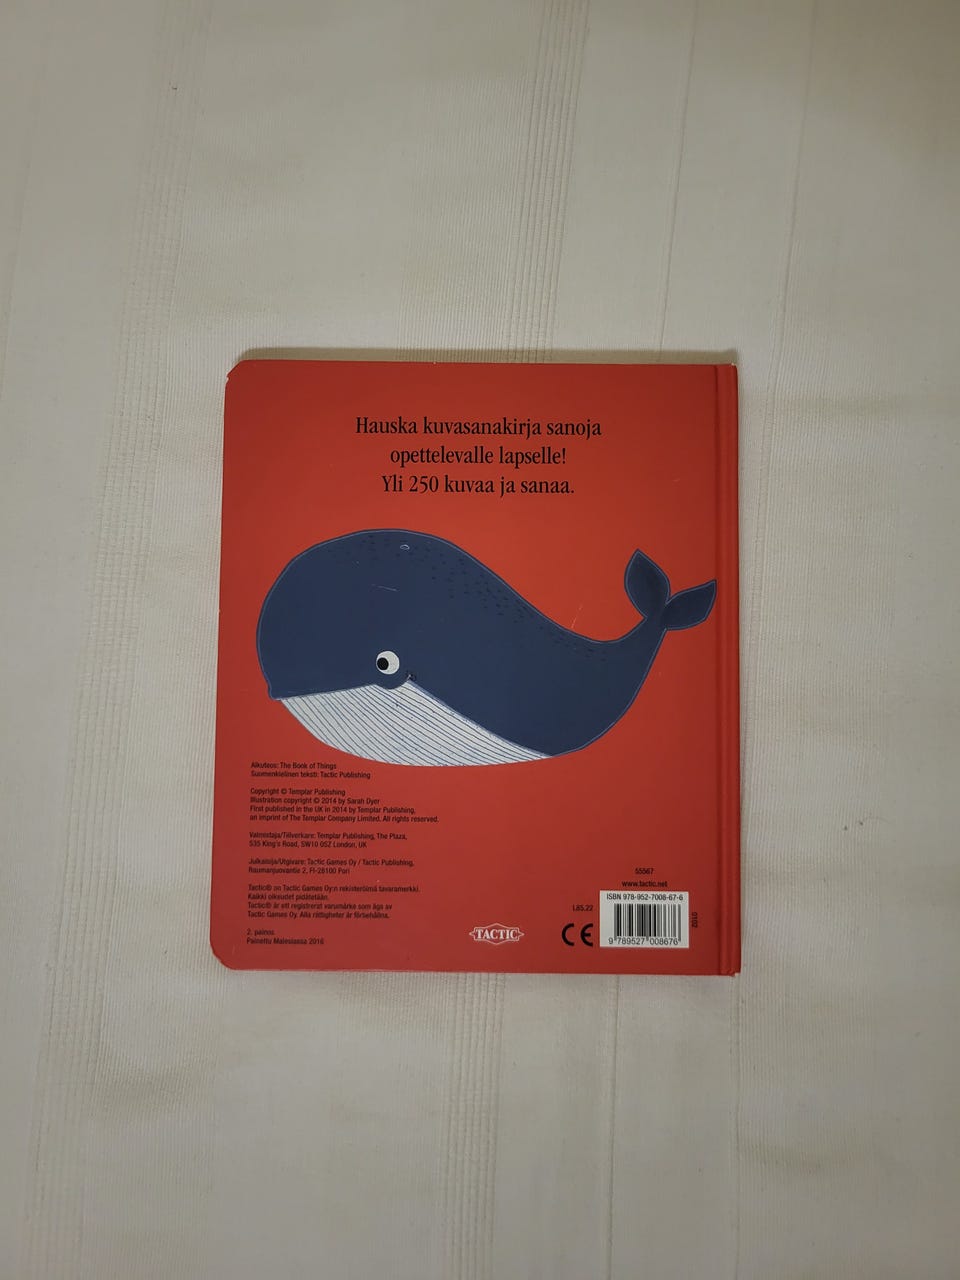 Hauska kuvasanakirja sanoja
opettelevalle lapselle!
Yli 250 kuvaa ja sanaa.
Alkuteos: The Book of Things
Suomenkielinen teksti: Tactic Publishing
Copyright © Templar Publishing
Illustration copyright © 2014 by Sarah Dyer
First published in the UK in 2014 by Templar Publishing,
an imprint of The Templar Company Limited. All rights reserved.
Valmistaja/Tillverkare: Templar Publishing, The Plaza,
535 King's Road, SW10 0SZ London, UK
Julkaisija/Utgivare: Tactic Games Oy / Tactic Publishing,
Raumanjuovantie 2, FI-28100 Pori
Tactic® on Tactic Games Oy:n rekisteröimä tavaramerkki.
Kaikki oikeudet pidätetään.
Tactic® är ett registrerat varumärke som ägs av
Tactic Games Oy. Alla rättigheter är förbehållna.
2. painos
Painettu Malesiassa 2016
TACTIC
55567
www.tactic.net
L85.22
CE
ISBN 978-952-7008-67-6
9 789527 008676
0102